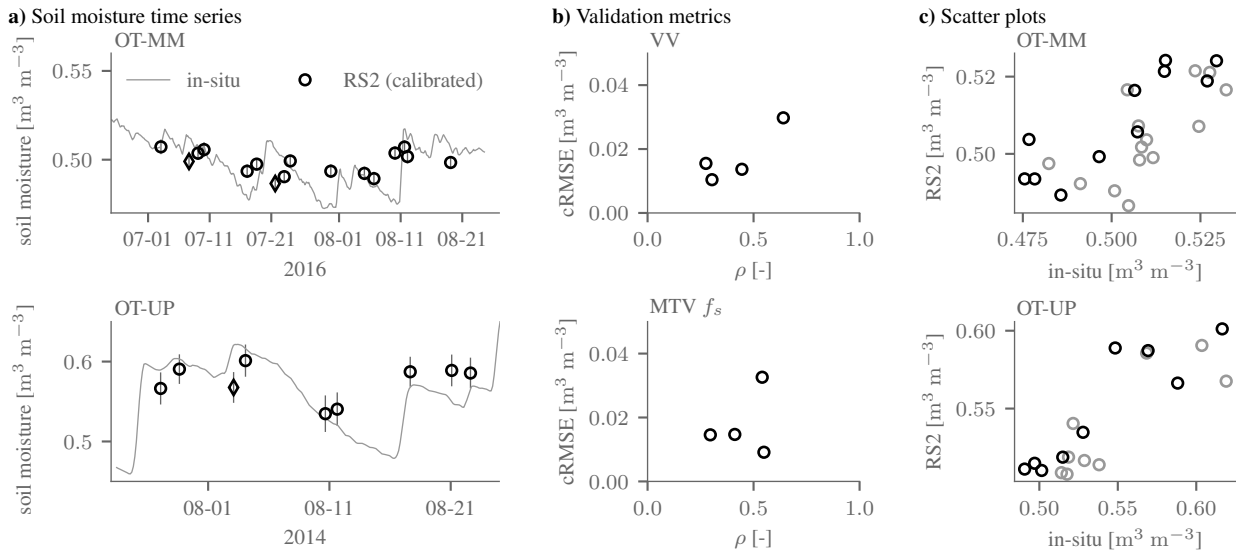 a) Soil moisture time series
OT-MM
in-situ
RS2 (calibrated)
soil moisture [m³ m⁻³]
0.55
0.50
07-01 07-11 07-21 08-01 08-11 08-21
2016
OT-UP
soil moisture [m³ m⁻³]
0.6
0.5
08-01 08-11 08-21
2014
b) Validation metrics
VV
cRMSE [m³ m⁻³]
0.04
0.02
0.00
0.0 0.5 1.0
ρ [-]
MTV fₛ
cRMSE [m³ m⁻³]
0.04
0.02
0.00
0.0 0.5 1.0
ρ [-]
c) Scatter plots
OT-MM
RS2 [m³ m⁻³]
0.52
0.50
0.475 0.500 0.525
in-situ [m³ m⁻³]
OT-UP
RS2 [m³ m⁻³]
0.60
0.55
0.50 0.55 0.60
in-situ [m³ m⁻³]